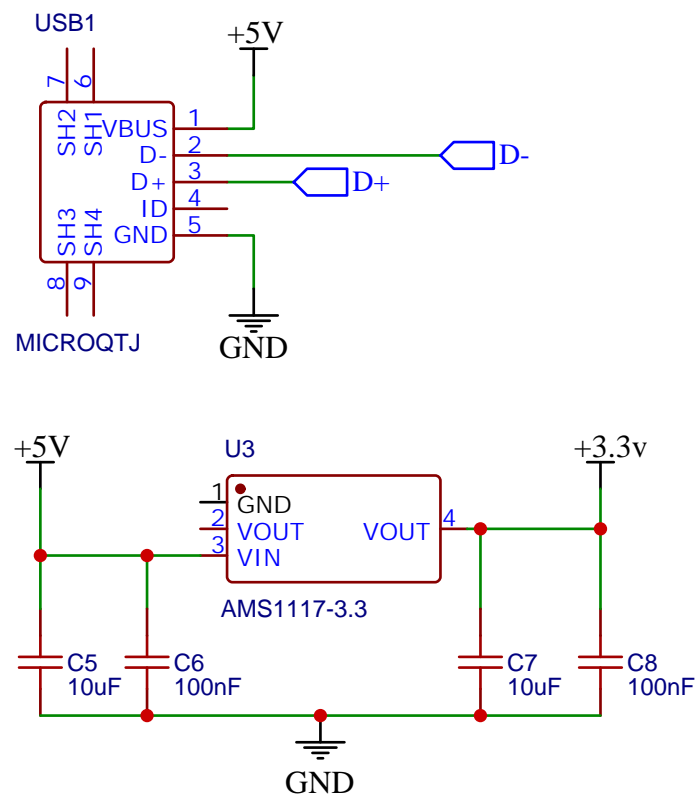 USB1
+5V
7
6
SH2
SH1
VBUS
1
D-
2
D-
D+
3
D+
ID
4
SH3
SH4
GND
5
8
9
MICROQTJ
GND
+5V
U3
+3.3v
1
GND
2
VOUT
VOUT
4
3
VIN
AMS1117-3.3
C5
10uF
C6
100nF
C7
10uF
C8
100nF
GND